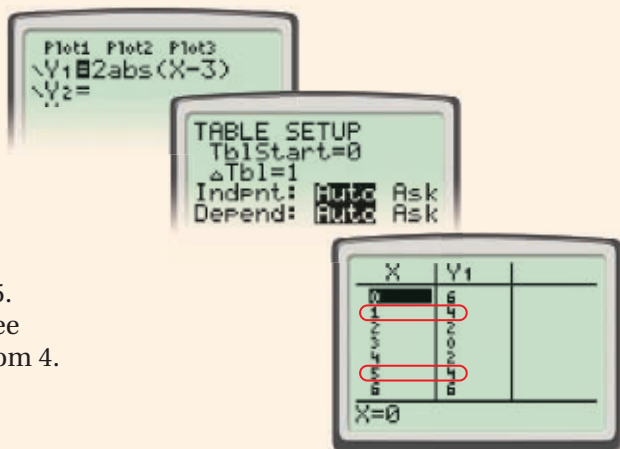 Plot1 Plot2 Plot3
\Y1=2abs(X-3)
\Y2=
TABLE SETUP
TblStart=0
△Tbl=1
Indpnt: Auto Ask
Depend: Auto Ask
5.
ee
om 4.
X Y1
0 6
1 4
2 2
3 0
4 2
5 4
6 6
X=0